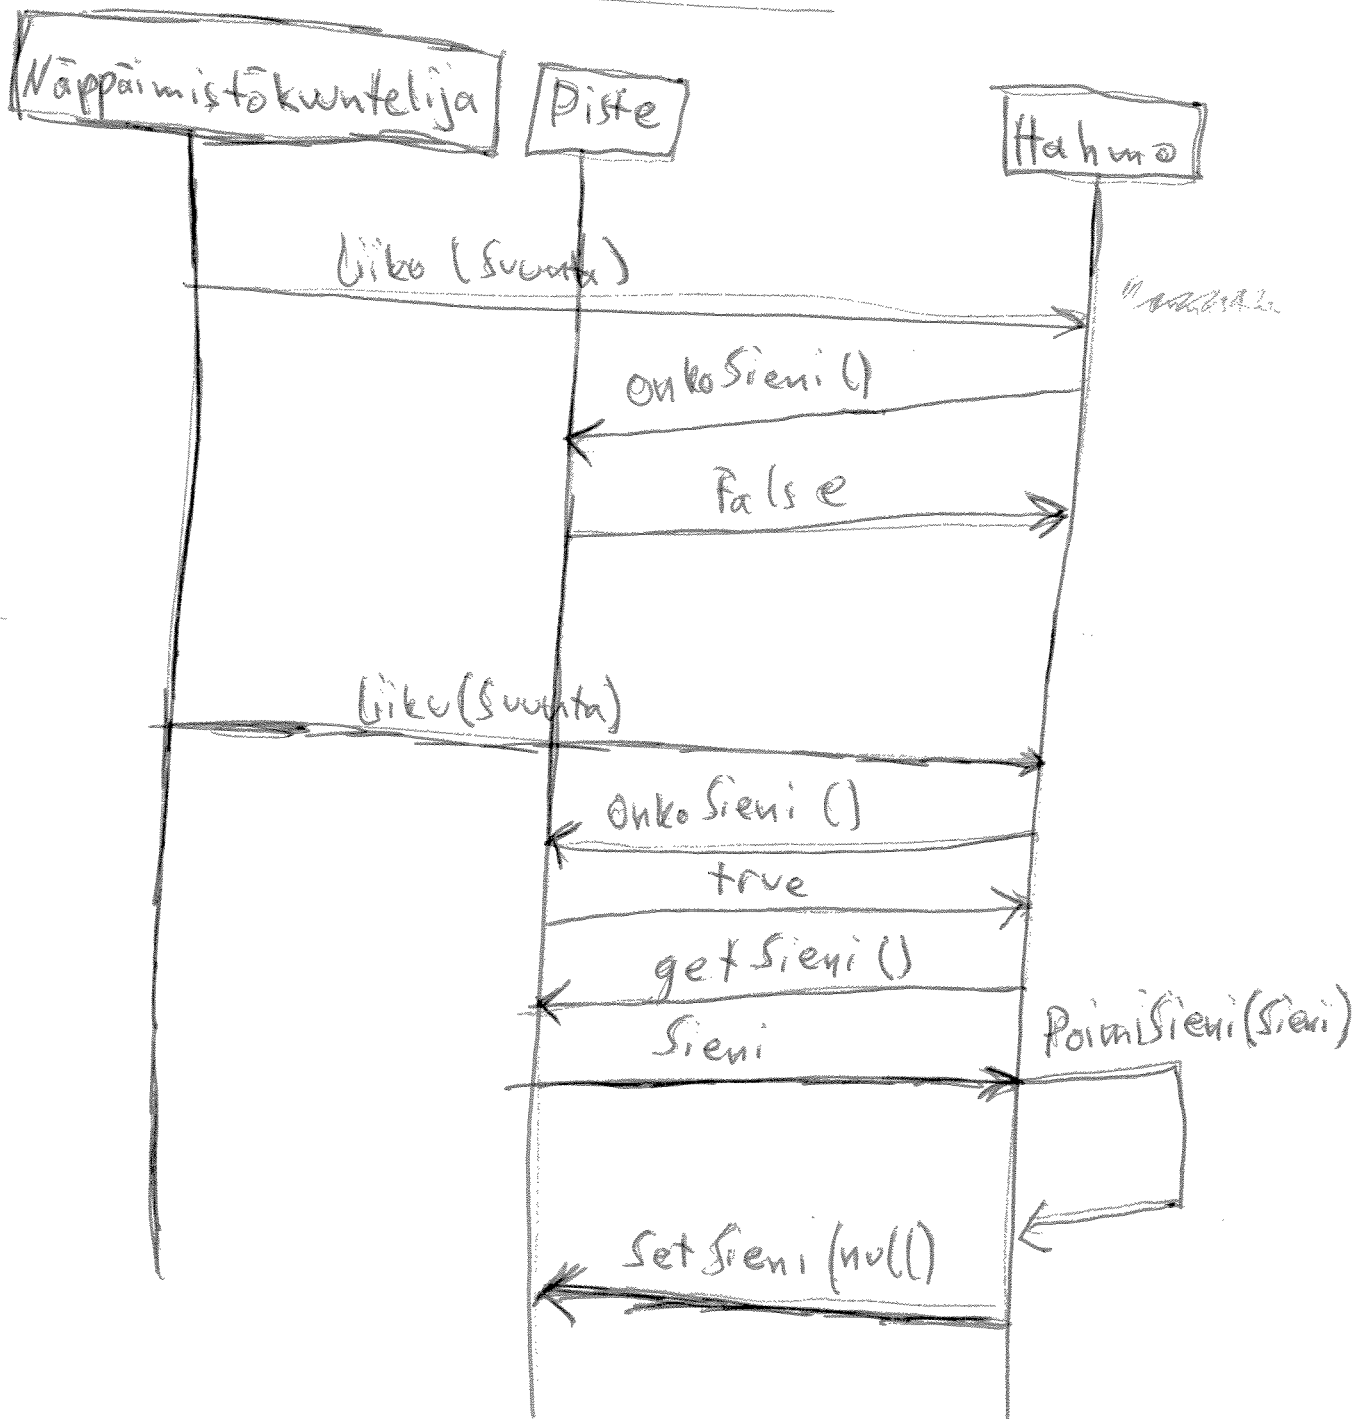 Näppäimistökuuntelija
Piste
Hahmo
liiku (suunta)
onkoSieni ()
False
liiku (suunta)
onkoSieni ()
true
getSieni ()
Sieni
PoimiSieni(Sieni)
SetSieni (null)